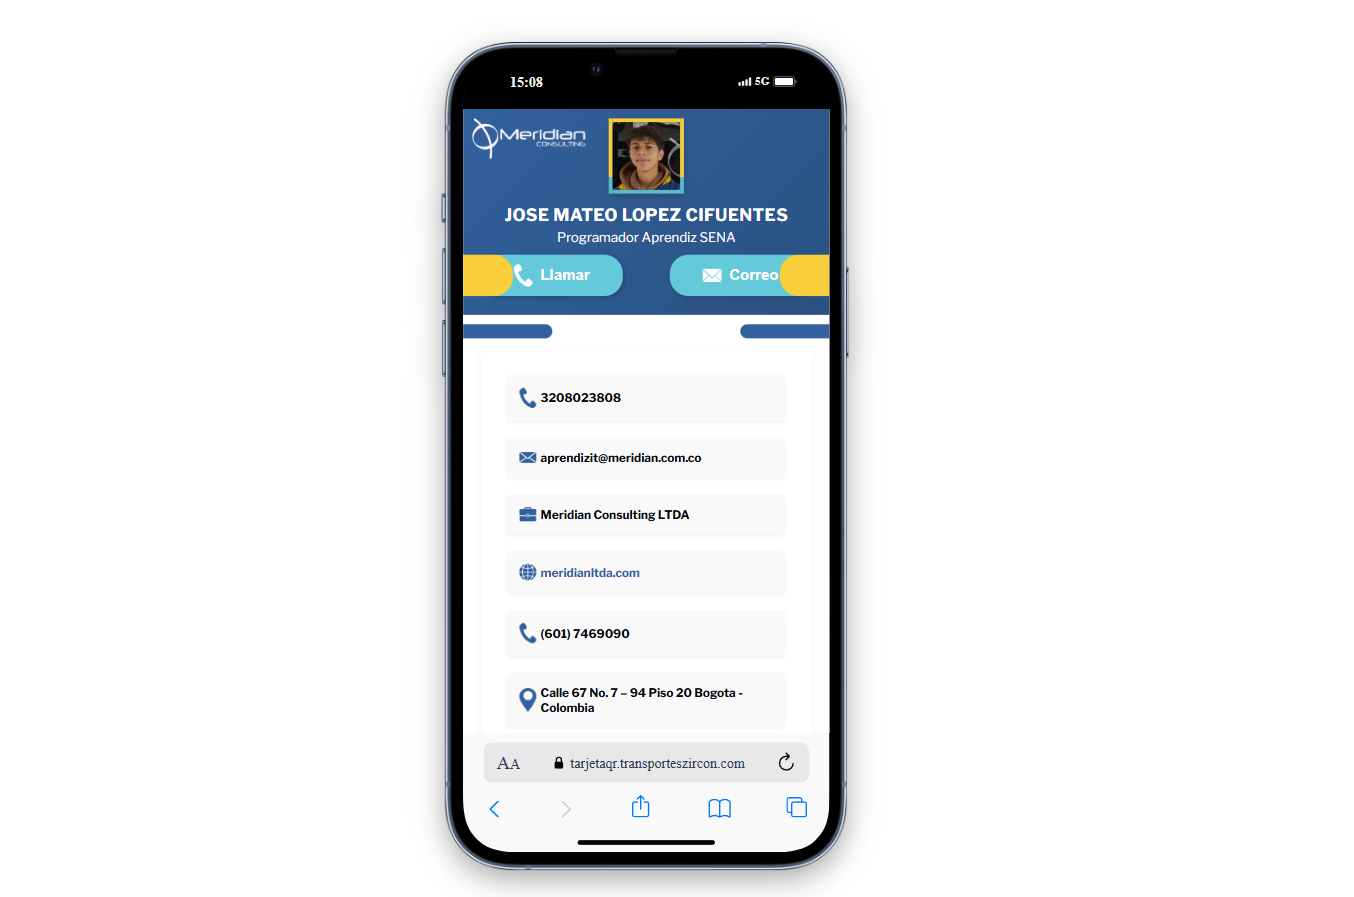 15:08
5G
Meridian
CONSULTING
JOSE MATEO LOPEZ CIFUENTES
Programador Aprendiz SENA
Llamar
Correo
3208023808
aprendizit@meridian.com.co
Meridian Consulting LTDA
meridianltda.com
(601) 7469090
Calle 67 No. 7 – 94 Piso 20 Bogota -
Colombia
AA
tarjetaqr.transporteszircon.com